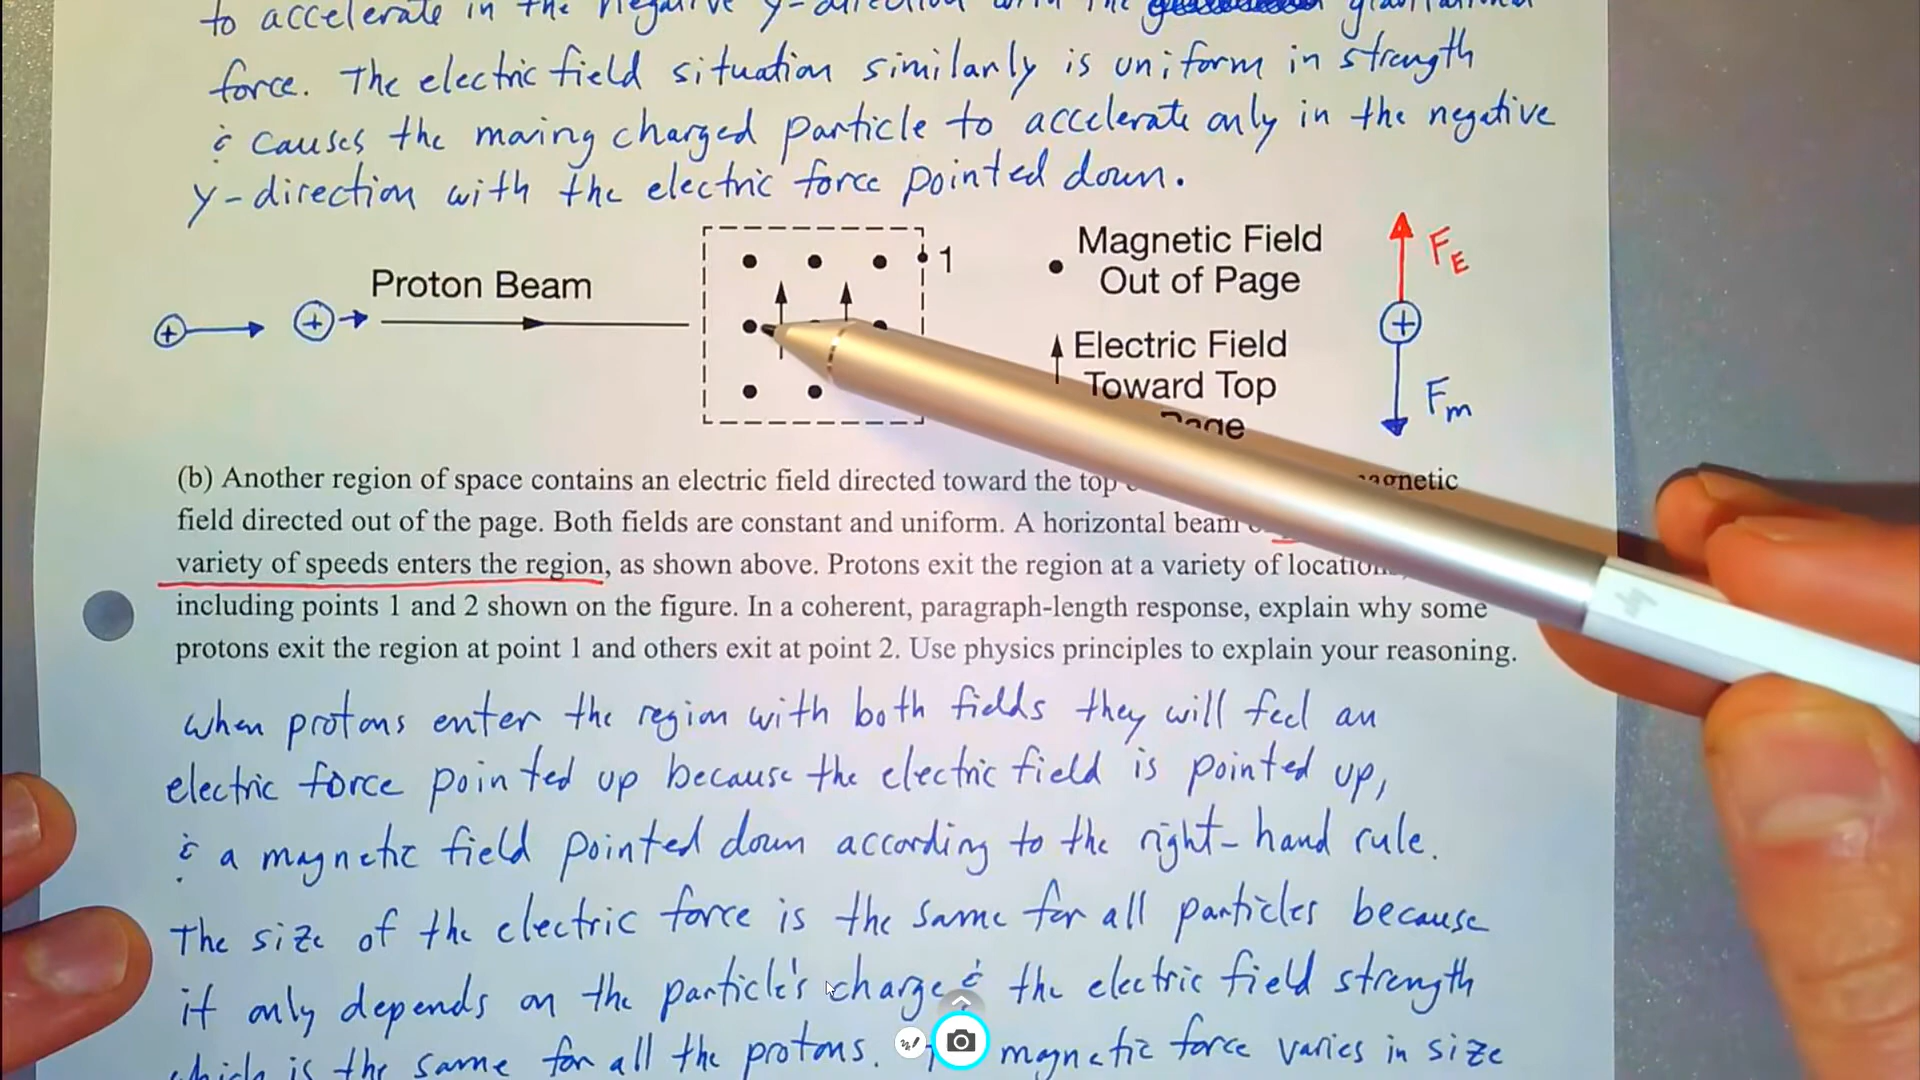 to accelerate in the negative y-direction with the gravitational
force. The electric field situation similarly is uniform in strength
& causes the moving charged particle to accelerate only in the negative
y-direction with the electric force pointed down.
Proton Beam
1
Magnetic Field
Out of Page
Electric Field
Toward Top
Page
+
+
+
FE
Fm
(b) Another region of space contains an electric field directed toward the top
field directed out of the page. Both fields are constant and uniform. A horizontal beam
variety of speeds enters the region, as shown above. Protons exit the region at a variety of
including points 1 and 2 shown on the figure. In a coherent, paragraph-length response, explain why some
protons exit the region at point 1 and others exit at point 2. Use physics principles to explain your reasoning.
When protons enter the region with both fields they will feel an
electric force pointed up because the electric field is pointed up,
& a magnetic field pointed down according to the right-hand rule.
The size of the electric force is the same for all particles because
it only depends on the particle's charge & the electric field strength
which is the same for all the protons. magnetic force varies in size